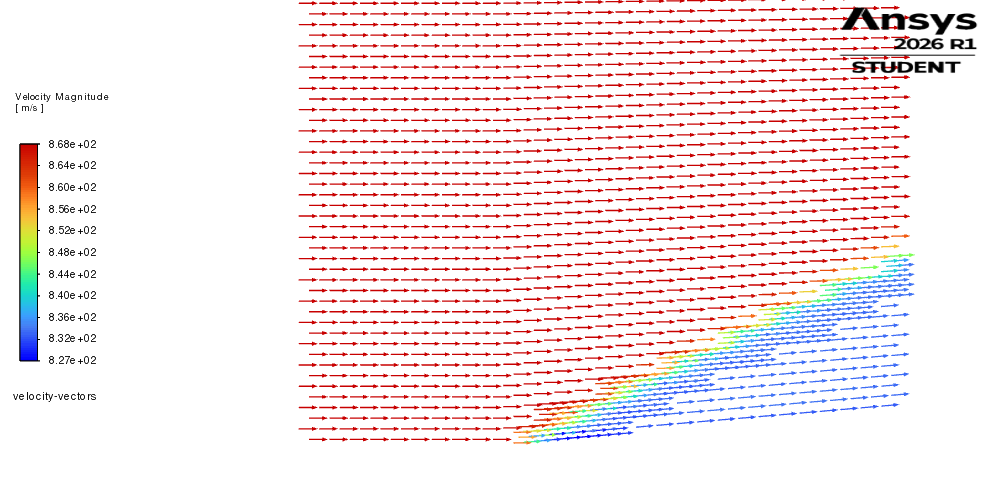 Ansys
2026 R1
STUDENT
Velocity Magnitude
[ m/s ]
8.68e+02
8.64e+02
8.60e+02
8.56e+02
8.52e+02
8.48e+02
8.44e+02
8.40e+02
8.36e+02
8.32e+02
8.27e+02
velocity-vectors